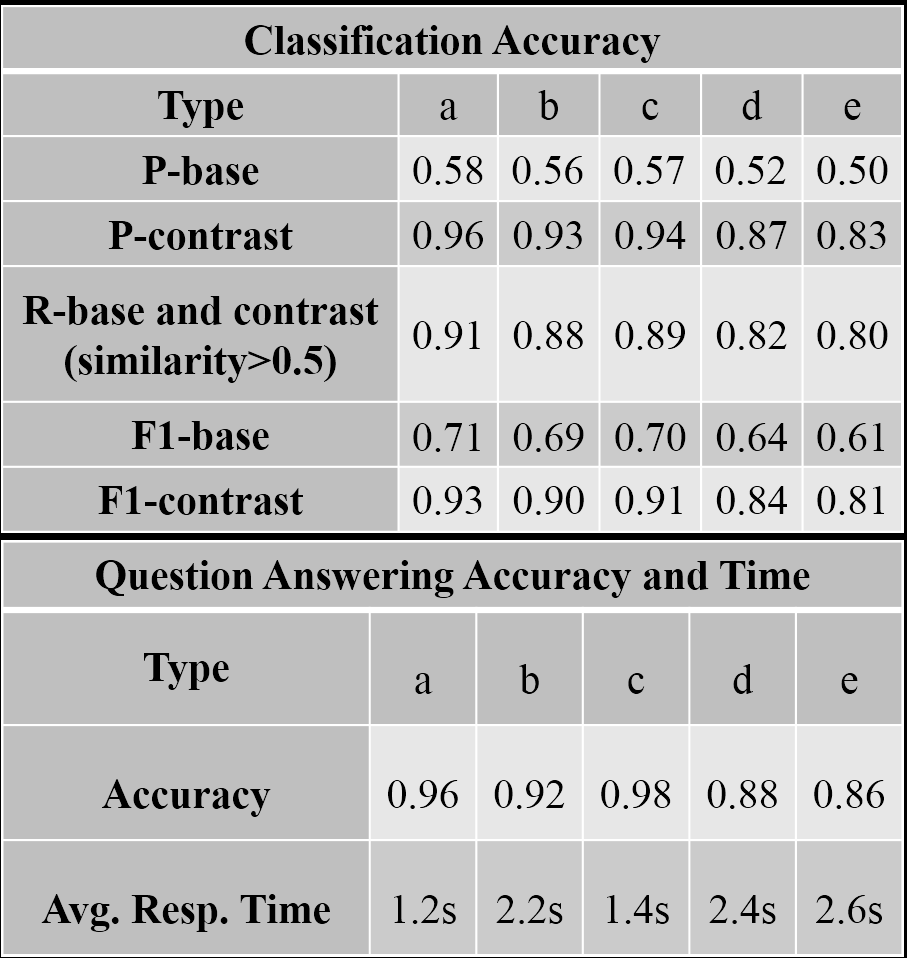 Classification Accuracy
Type a b c d e
P-base 0.58 0.56 0.57 0.52 0.50
P-contrast 0.96 0.93 0.94 0.87 0.83
R-base and contrast
(similarity>0.5) 0.91 0.88 0.89 0.82 0.80
F1-base 0.71 0.69 0.70 0.64 0.61
F1-contrast 0.93 0.90 0.91 0.84 0.81
Question Answering Accuracy and Time
Type a b c d e
Accuracy 0.96 0.92 0.98 0.88 0.86
Avg. Resp. Time 1.2s 2.2s 1.4s 2.4s 2.6s